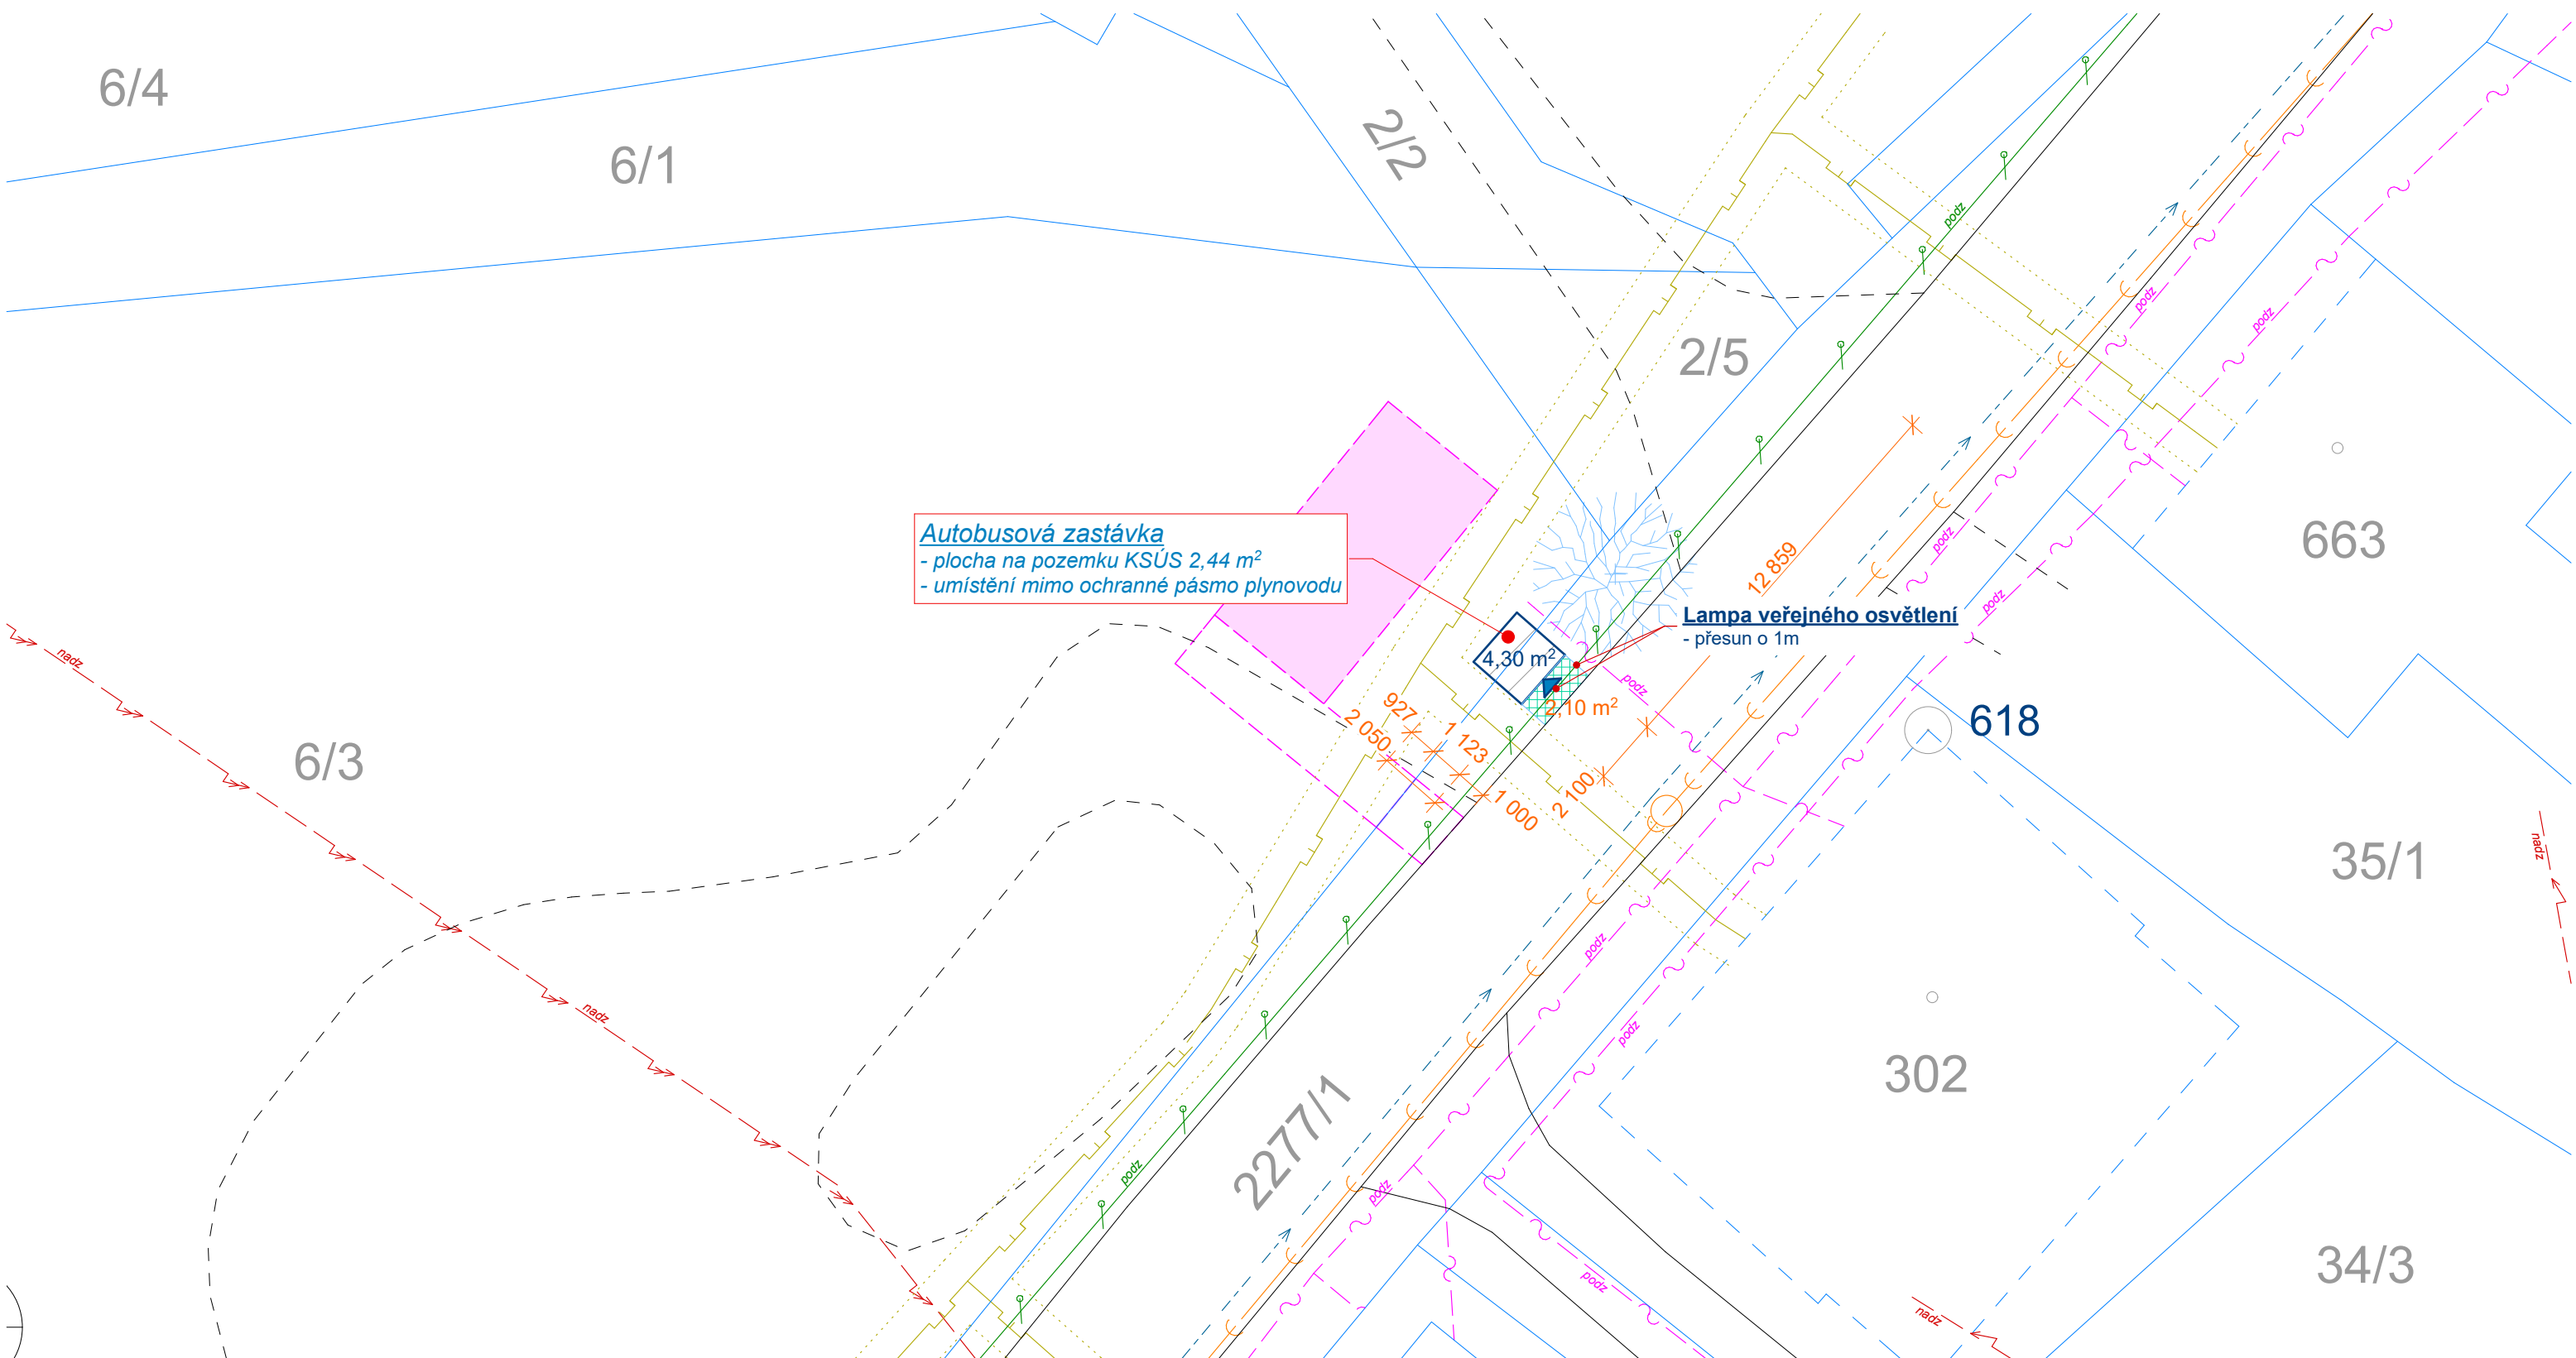 6/4
6/1
2/2
podz
podz
2/5
podz
12 859
663
Autobusová zastávka
- plocha na pozemku KSÚS 2,44 m²
- umístění mimo ochranné pásmo plynovodu
podz
podz
Lampa veřejného osvětlení
- přesun o 1m
nadz
4,30 m²
podz
2,10 m²
927
2 050
1 123
618
6/3
1 000
2 100
35/1
nadz
podz
nadz
podz
302
2277/1
podz
podz
34/3
podz
nadz